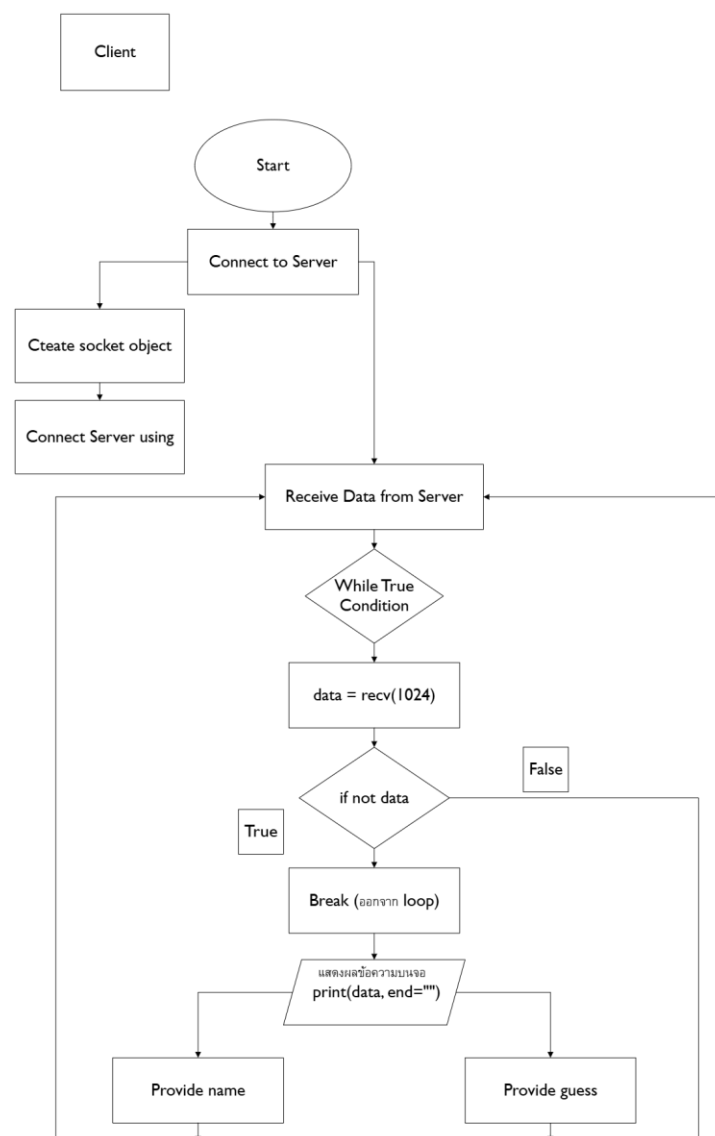 Client
Start
Connect to Server
Cteate socket object
Connect Server using
Receive Data from Server
While True
Condition
data = recv(1024)
False
if not data
True
Break (ออกจาก loop)
แสดงผลข้อความบนจอ
print(data, end="")
Provide name
Provide guess